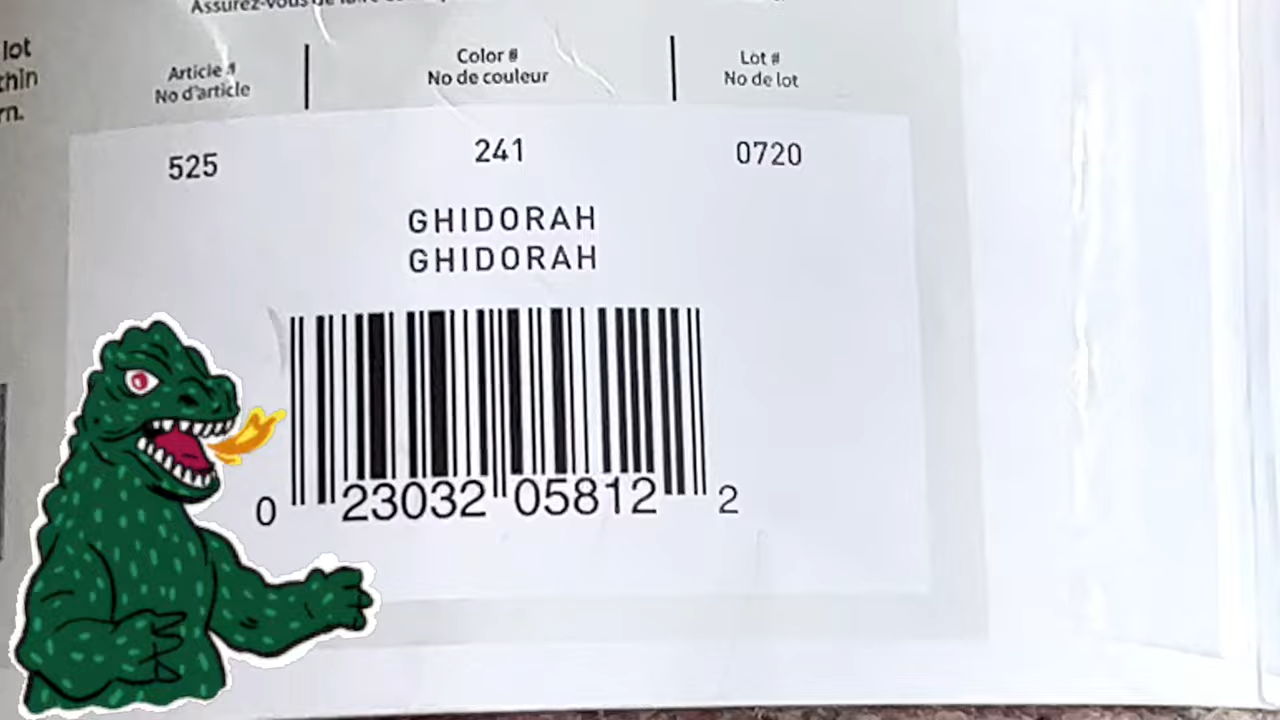 Assurez-vous de faire
lot
thin
rn.
Article #
No d'article
Color #
No de couleur
Lot #
No de lot
525
241
0720
GHIDORAH
GHIDORAH
0 23032 05812 2